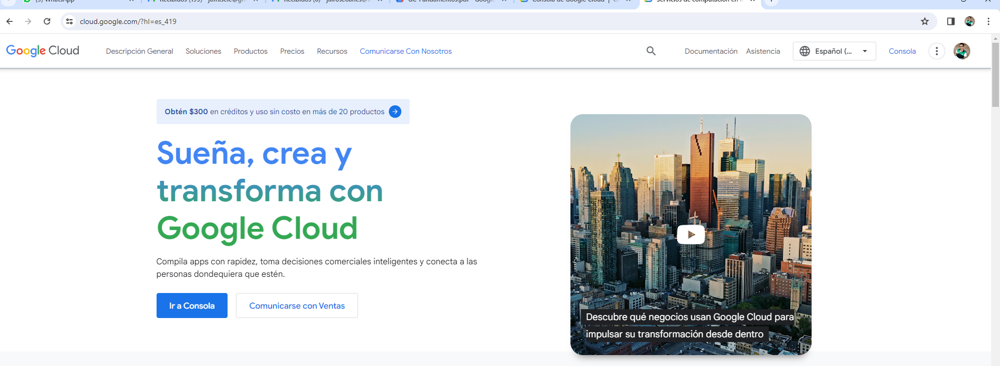 WhatsApp
cloud.google.com/?hl=es_419
Google Cloud
Descripción General
Soluciones
Productos
Precios
Recursos
Comunicarse Con Nosotros
Documentación
Asistencia
Español (...
Consola
Obtén $300 en créditos y uso sin costo en más de 20 productos
Sueña, crea y
transforma con
Google Cloud
Compila apps con rapidez, toma decisiones comerciales inteligentes y conecta a las
personas dondequiera que estén.
Ir a Consola
Comunicarse con Ventas
Descubre qué negocios usan Google Cloud para
impulsar su transformación desde dentro